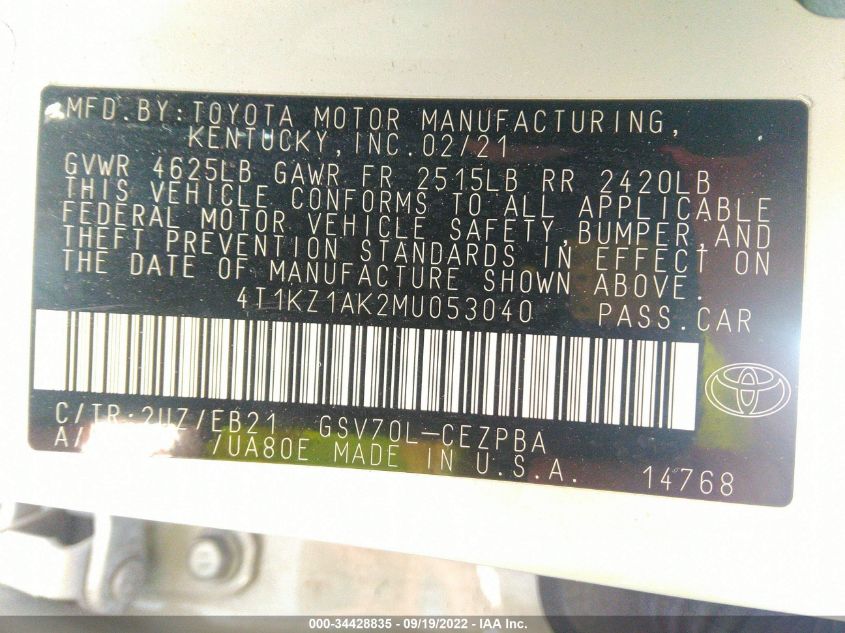 MFD.BY:TOYOTA MOTOR MANUFACTURING,
KENTUCKY,INC.02/21
GVWR 4625LB GAWR FR 2515LB RR 2420LB
THIS VEHICLE CONFORMS TO ALL APPLICABLE
FEDERAL MOTOR VEHICLE SAFETY,BUMPER,AND
THEFT PREVENTION STANDARDS IN EFFECT ON
THE DATE OF MANUFACTURE SHOWN ABOVE.
4T1KZ1AK2MU053040 PASS.CAR
C/TR:2UZ/EB21 GSV70L-CEZPBA
A/ /UA80E MADE IN U.S.A. 14768
000-34428835 - 09/19/2022 - IAA Inc.